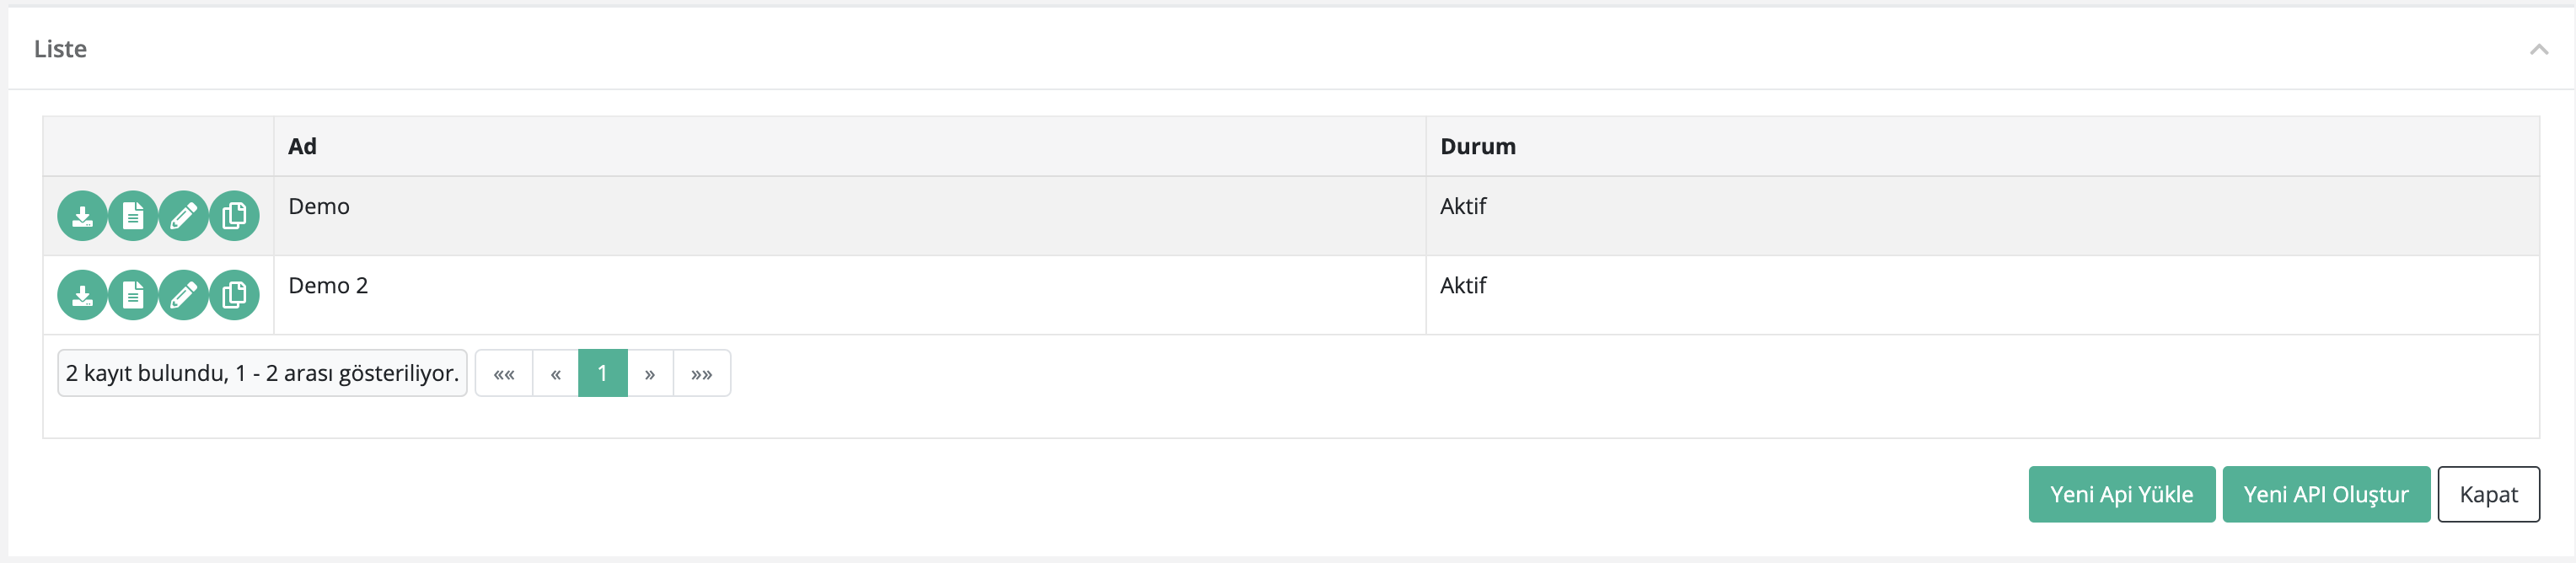 Liste
Ad Durum
Demo Aktif
Demo 2 Aktif
2 kayıt bulundu, 1 - 2 arası gösteriliyor. «« « 1 » »»
Yeni Api Yükle Yeni API Oluştur Kapat